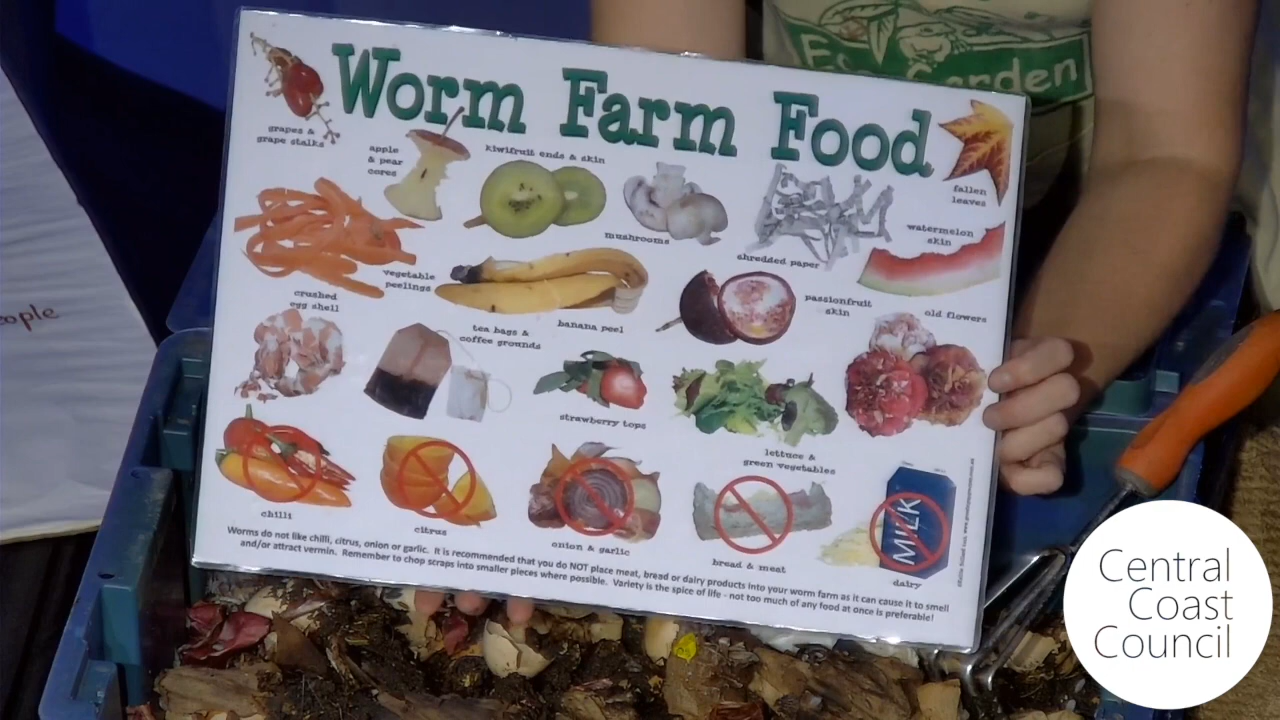 Eco Garden
Worm Farm Food
grapes &
grape stalks
apple
& pear
cores
kiwifruit ends & skin
mushrooms
shredded paper
fallen
leaves
watermelon
skin
vegetable
peelings
banana peel
passionfruit
skin
old flowers
crushed
egg shell
tea bags &
coffee grounds
strawberry tops
lettuce &
green vegetables
chilli
citrus
onion & garlic
bread & meat
MILK
dairy
Worms do not like chilli, citrus, onion or garlic. It is recommended that you do NOT place meat, bread or dairy products into your worm farm as it can cause it to smell
and/or attract vermin. Remember to chop scraps into smaller pieces where possible. Variety is the spice of life - not too much of any food at once is preferable!
eople
Central
Coast
Council